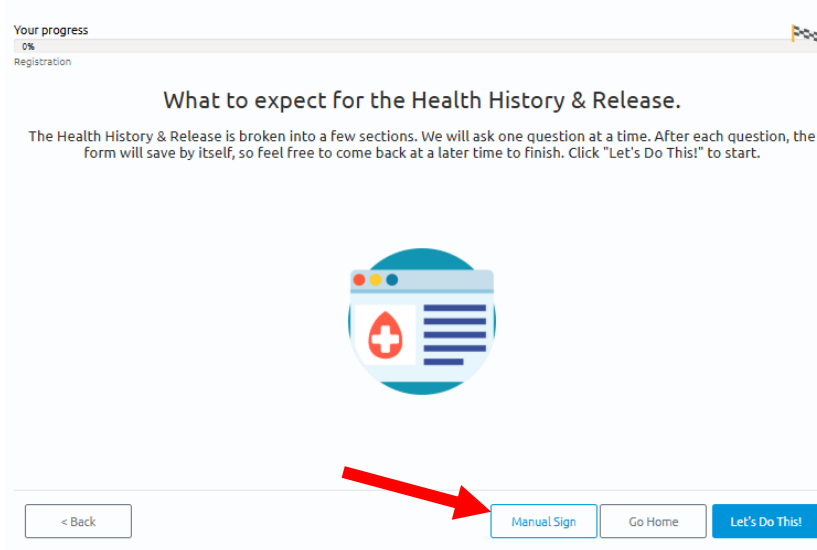 Your progress
0%
Registration
What to expect for the Health History & Release.
The Health History & Release is broken into a few sections. We will ask one question at a time. After each question, the
form will save by itself, so feel free to come back at a later time to finish. Click "Let's Do This!" to start.
< Back
Manual Sign
Go Home
Let's Do This!